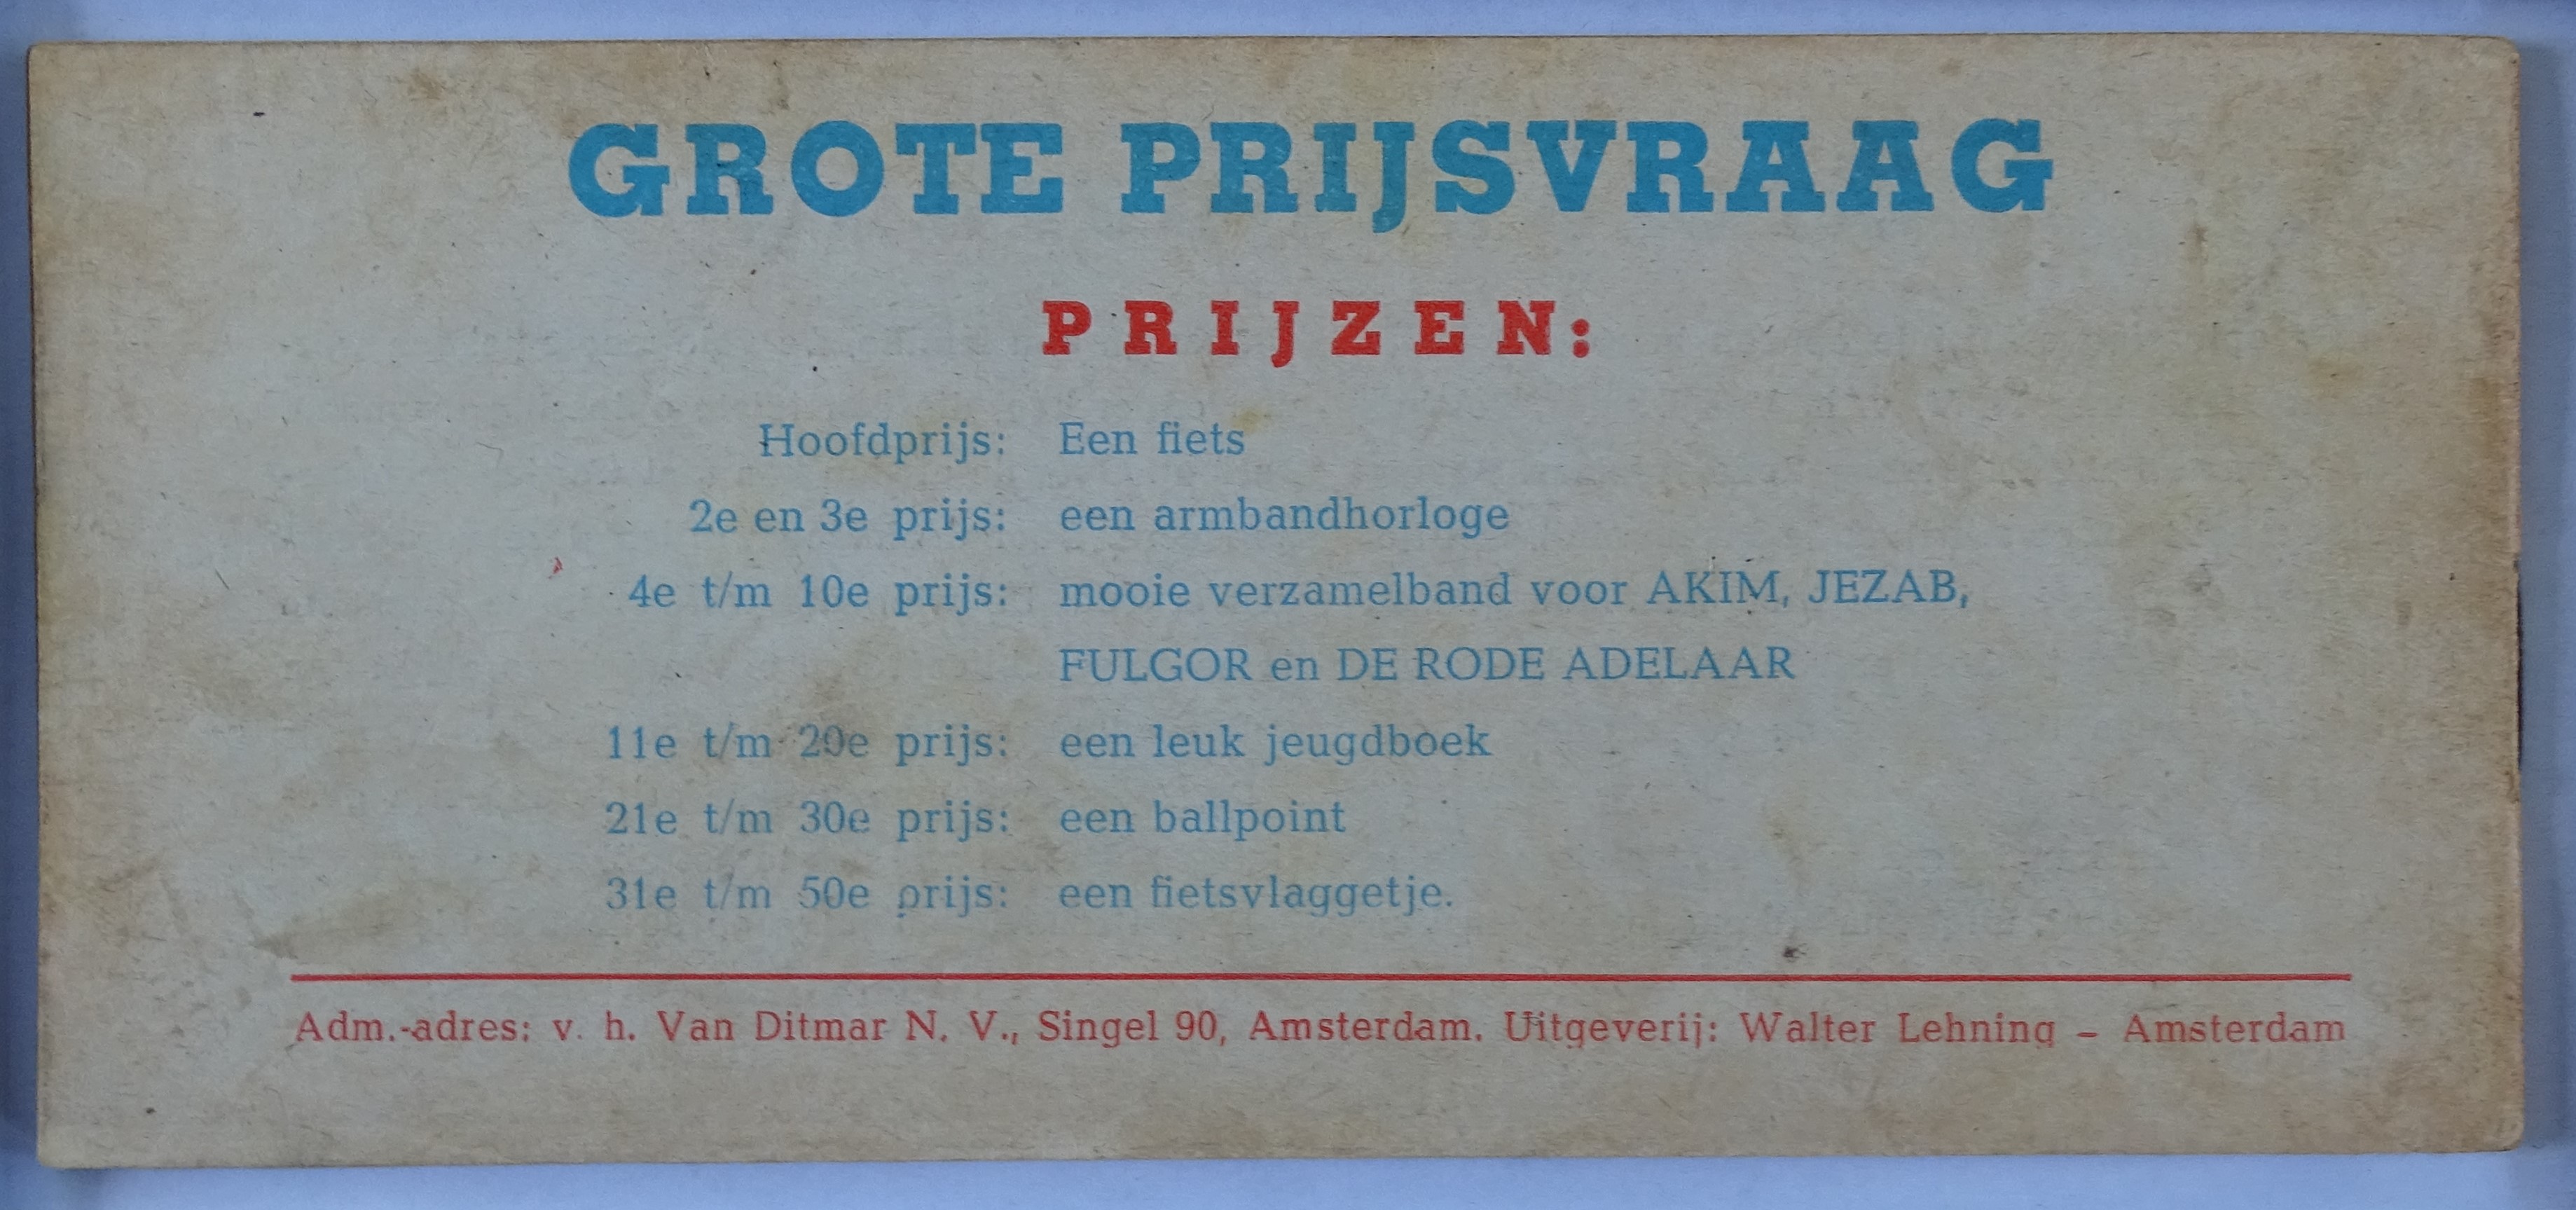 GROTE PRIJSVRAAG
PRIJZEN:
Hoofdprijs: Een fiets
2e en 3e prijs: een armbandhorloge
4e t/m 10e prijs: mooie verzamelband voor AKIM, JEZAB,
FULGOR en DE RODE ADELAAR
11e t/m 20e prijs: een leuk jeugdboek
21e t/m 30e prijs: een ballpoint
31e t/m 50e prijs: een fietsvlaggetje.
Adm.-adres: v. h. Van Ditmar N. V., Singel 90, Amsterdam. Uitgeverij: Walter Lehning – Amsterdam